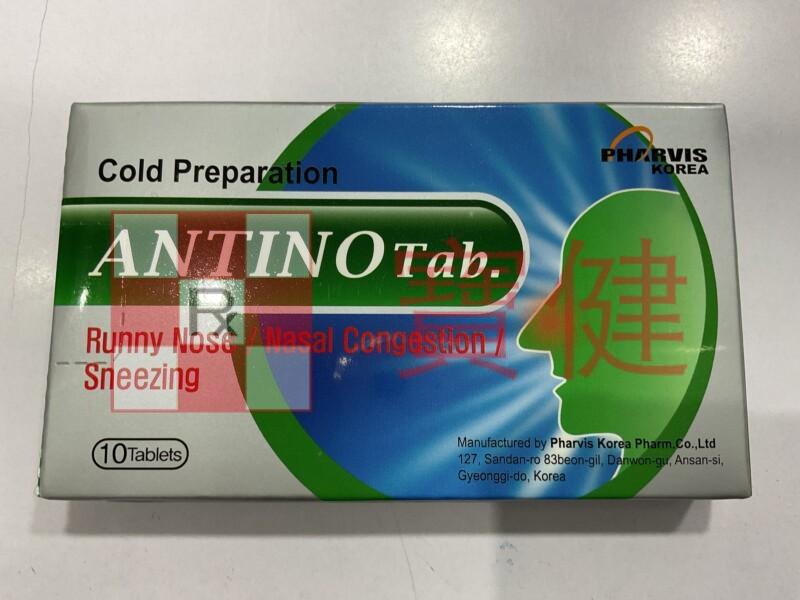 Cold Preparation
PHARVIS
KOREA
ANTINO Tab.
Rx
寶健
Runny Nose / Nasal Congestion /
Sneezing
10 Tablets
Manufactured by Pharvis Korea Pharm.Co.,Ltd
127, Sandan-ro 83beon-gil, Danwon-gu, Ansan-si,
Gyeonggi-do, Korea